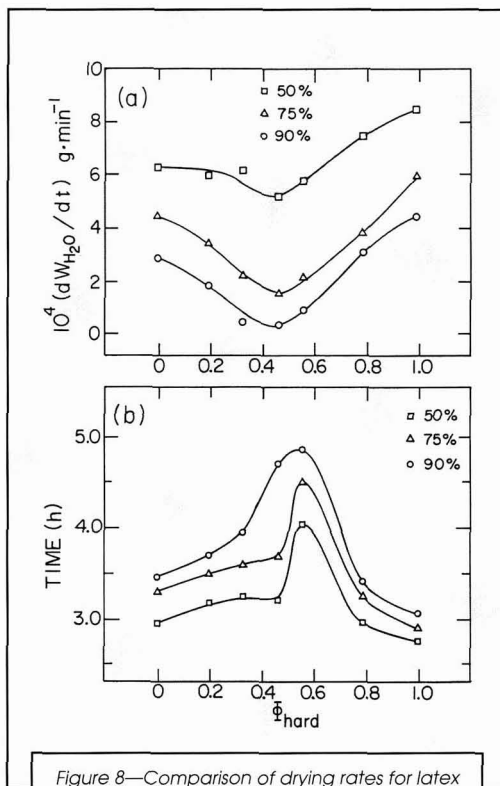 (a)
□ 50%
△ 75%
○ 90%
10⁴ (dW_H₂O / dt) g·min⁻¹
10
8
6
4
2
0
0 0.2 0.4 0.6 0.8 1.0
(b)
□ 50%
△ 75%
○ 90%
TIME (h)
5.0
4.0
3.0
0 0.2 0.4 0.6 0.8 1.0
Φ_hard
Figure 8—Comparison of drying rates for latex